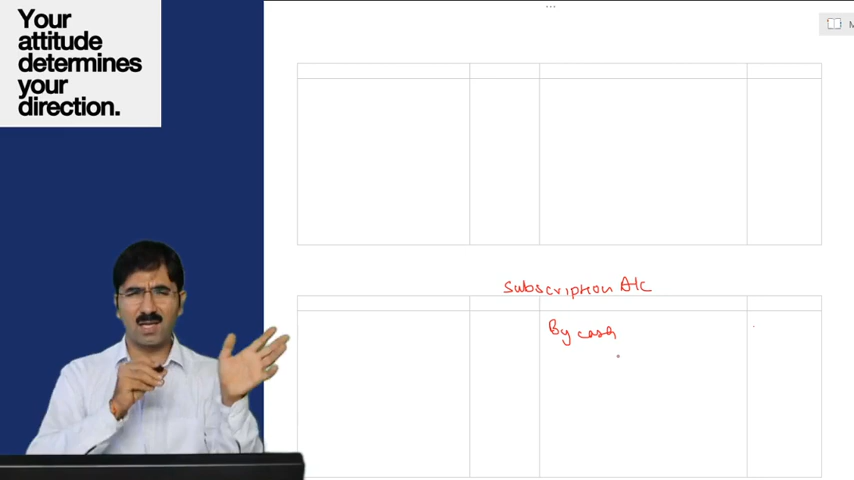 Your
attitude
determines
your
direction.
Subscription A/c
By cash